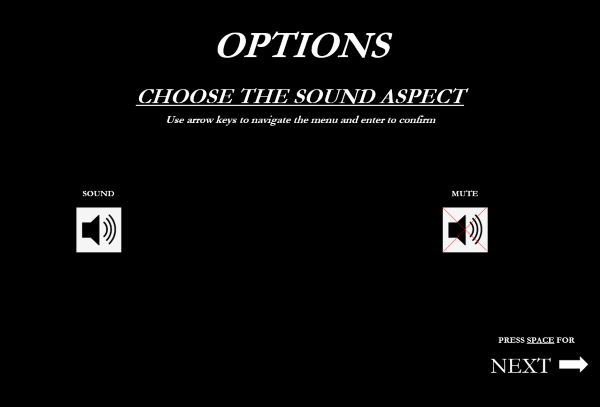 OPTIONS
CHOOSE THE SOUND ASPECT
Use arrow keys to navigate the menu and enter to confirm
SOUND
MUTE
PRESS SPACE FOR
NEXT